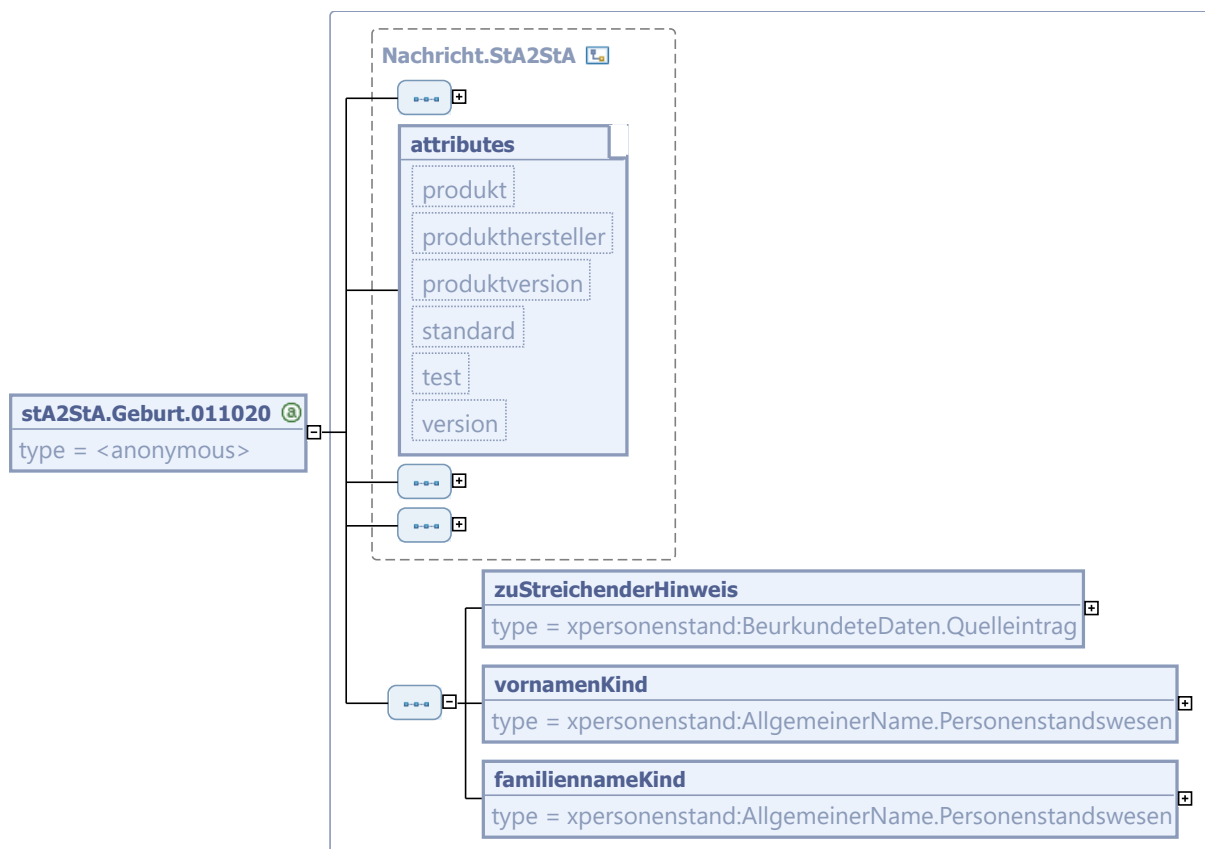 Nachricht.StA2StA
attributes
produkt
produkthersteller
produktversion
standard
test
version
stA2StA.Geburt.011020 a
type = <anonymous>
zuStreichenderHinweis
type = xpersonenstand:BeurkundeteDaten.Quelleintrag
vornamenKind
type = xpersonenstand:AllgemeinerName.Personenstandswesen
familiennameKind
type = xpersonenstand:AllgemeinerName.Personenstandswesen